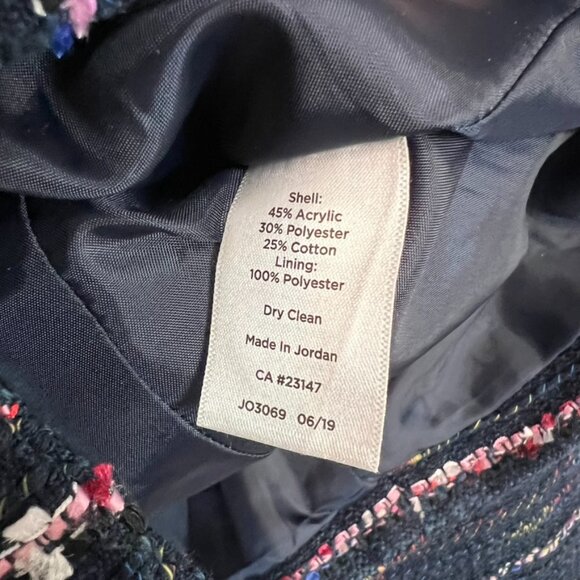 Shell:
45% Acrylic
30% Polyester
25% Cotton
Lining:
100% Polyester
Dry Clean
Made In Jordan
CA #23147
JO3069 06/19